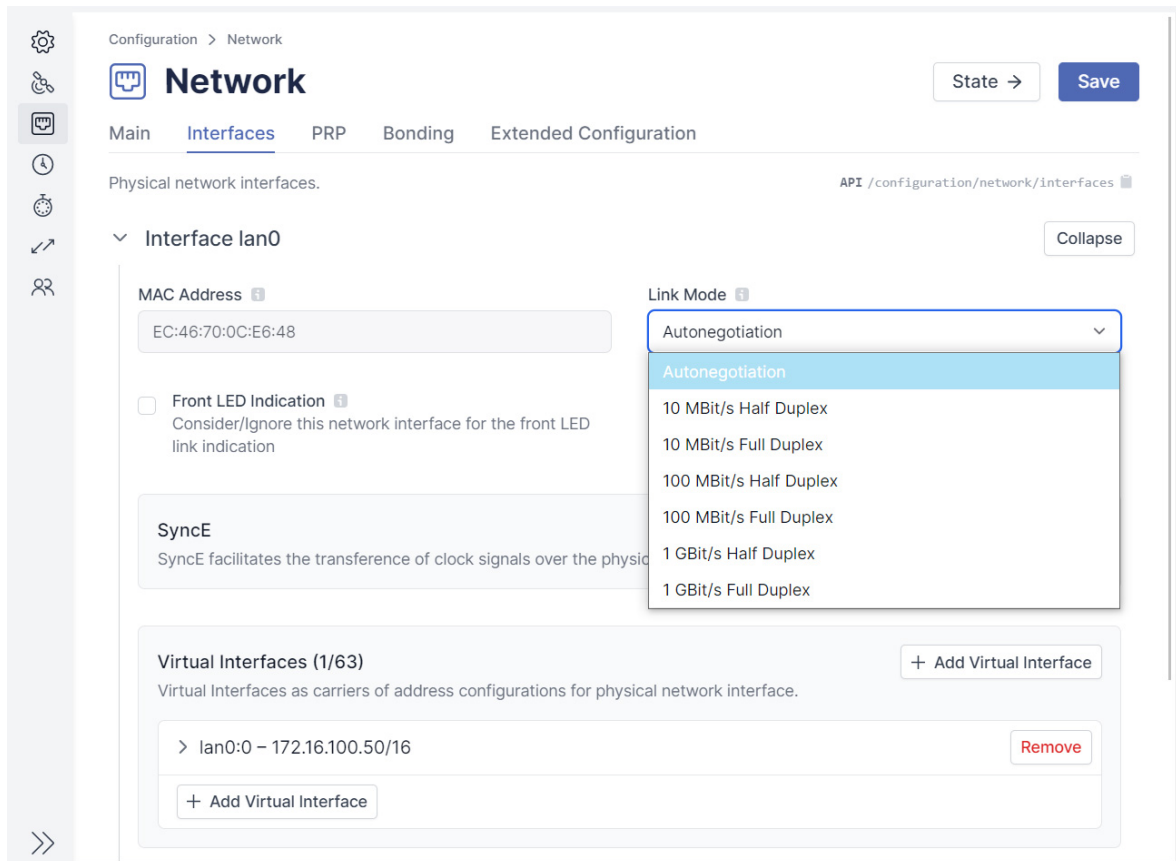 Configuration > Network
Network
State →
Save
Main
Interfaces
PRP
Bonding
Extended Configuration
Physical network interfaces.
API /configuration/network/interfaces
Interface lan0
Collapse
MAC Address
Link Mode
EC:46:70:0C:E6:48
Autonegotiation
Autonegotiation
10 MBit/s Half Duplex
10 MBit/s Full Duplex
100 MBit/s Half Duplex
100 MBit/s Full Duplex
1 GBit/s Half Duplex
1 GBit/s Full Duplex
Front LED Indication
Consider/Ignore this network interface for the front LED
link indication
SyncE
SyncE facilitates the transference of clock signals over the physic
Virtual Interfaces (1/63)
+ Add Virtual Interface
Virtual Interfaces as carriers of address configurations for physical network interface.
lan0:0 – 172.16.100.50/16
Remove
+ Add Virtual Interface